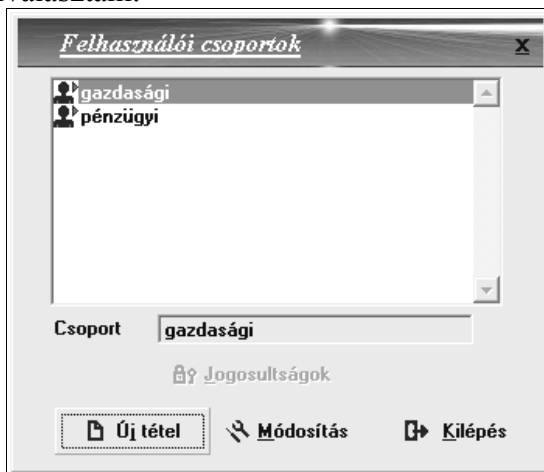 Felhasználói csoportok x
gazdasági
pénzügyi
Csoport gazdasági
Jogosultságok
Új tétel Módosítás Kilépés